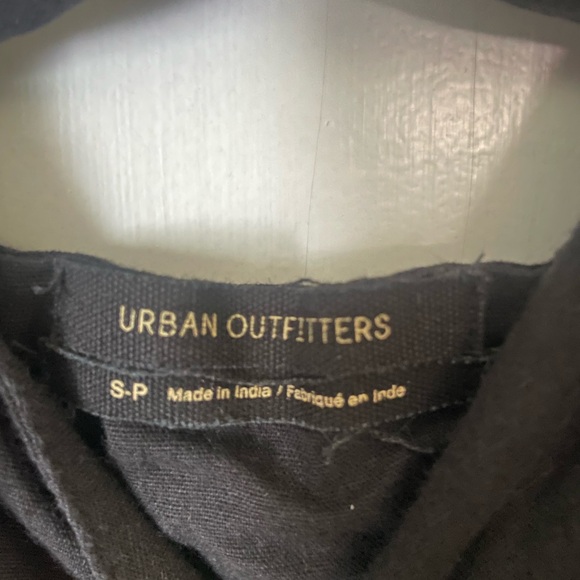 URBAN OUTFITTERS
S-P Made in India / Fabriqué en Inde